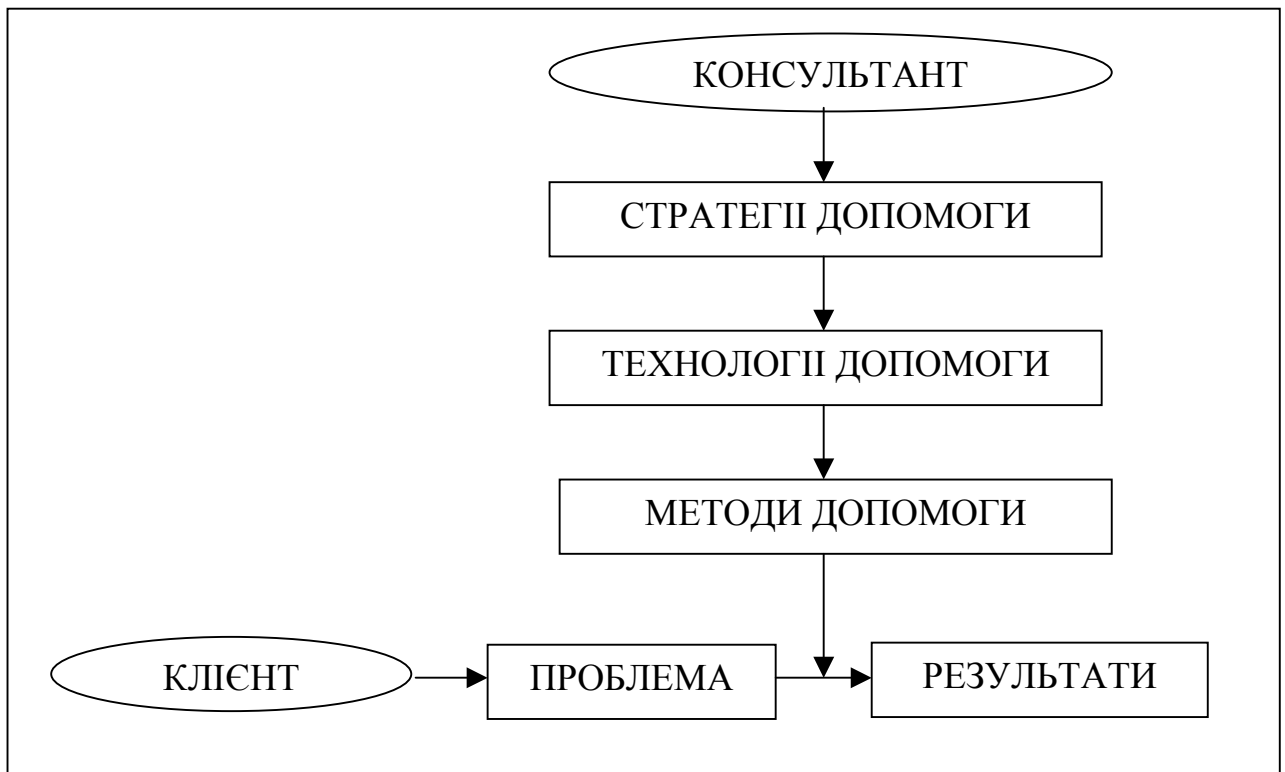 КОНСУЛЬТАНТ
СТРАТЕГІІ ДОПОМОГИ
ТЕХНОЛОГІІ ДОПОМОГИ
МЕТОДИ ДОПОМОГИ
КЛІЄНТ
ПРОБЛЕМА
РЕЗУЛЬТАТИ